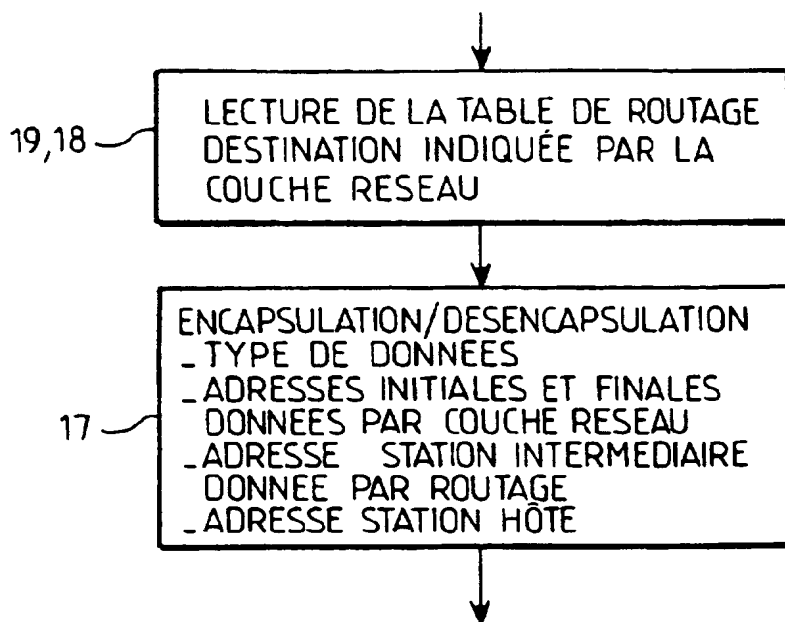 LECTURE DE LA TABLE DE ROUTAGE
DESTINATION INDIQUÉE PAR LA
COUCHE RESEAU
19,18
ENCAPSULATION/DESENCAPSULATION
_TYPE DE DONNEES
_ADRESSES INITIALES ET FINALES
DONNEES PAR COUCHE RESEAU
_ADRESSE STATION INTERMEDIAIRE
DONNEE PAR ROUTAGE
_ADRESSE STATION HÔTE
17